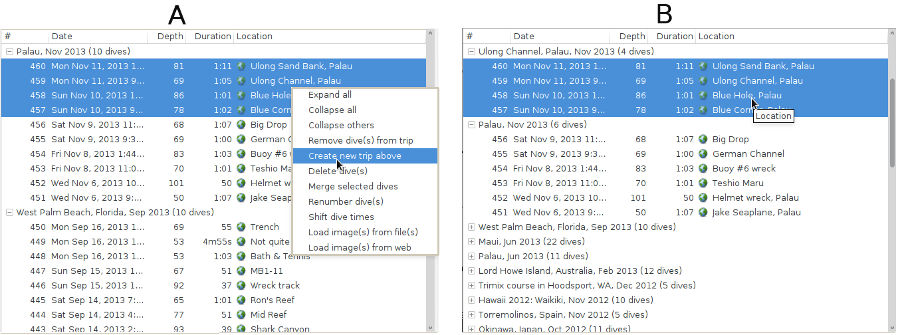 A
B
# Date Depth Duration Location
Palau, Nov 2013 (10 dives)
460 Mon Nov 11, 2013 1... 81 1:11 Ulong Sand Bank, Palau
459 Mon Nov 11, 2013 1... 69 1:05 Ulong Channel, Palau
458 Sun Nov 10, 2013 1... 86 1:01 Blue Hole
457 Sun Nov 10, 2013 1... 78 1:02 Blue Corn
456 Sat Nov 9, 2013 11:... 68 1:07 Big Drop
455 Sat Nov 9, 2013 9:3... 69 1:00 German C
454 Fri Nov 8, 2013 1:44... 83 1:03 Buoy #6 w
453 Fri Nov 8, 2013 11:5... 76 1:03 Teshio Ma
452 Wed Nov 6, 2013 10... 101 50 Helmet w
451 Wed Nov 6, 2013 9:... 50 1:07 Jake Seap
West Palm Beach, Florida, Sep 2013 (10 dives)
450 Mon Sep 16, 2013 ... 69 55 Trench
449 Mon Sep 16, 2013 ... 53 4m55s Not quite
448 Mon Sep 16, 2013 ... 53 1:03 Bath & Tennis
447 Sun Sep 15, 2013 ... 67 51 MB1-11
446 Sun Sep 15, 2013 ... 92 37 Wreck track
445 Sat Sep 14, 2013 7:... 65 1:01 Ron's Reef
444 Sat Sep 14, 2013 6:... 77 51 Mid Reef
443 Sat Sep 14, 2013 2:... 93 39 Shark Canyon
Expand all
Collapse all
Collapse others
Remove dive(s) from trip
Create new trip above
Delete dive(s)
Merge selected dives
Renumber dive(s)
Shift dive times
Load image(s) from file(s)
Load image(s) from web
# Date Depth Duration Location
Ulong Channel, Palau, Nov 2013 (4 dives)
460 Mon Nov 11, 2013 1... 81 1:11 Ulong Sand Bank, Palau
459 Mon Nov 11, 2013 1... 69 1:05 Ulong Channel, Palau
458 Sun Nov 10, 2013 1... 86 1:01 Blue Hole, Palau
457 Sun Nov 10, 2013 9:... 78 1:02 Blue Palau
Location
Palau, Nov 2013 (6 dives)
456 Sat Nov 9, 2013 11:... 68 1:07 Big Drop
455 Sat Nov 9, 2013 9:3... 69 1:00 German Channel
454 Fri Nov 8, 2013 1:44... 83 1:03 Buoy #6 wreck
453 Fri Nov 8, 2013 11:... 76 1:03 Teshio Maru
452 Wed Nov 6, 2013 10... 101 50 Helmet wreck, Palau
451 Wed Nov 6, 2013 9:... 50 1:07 Jake Seaplane, Palau
West Palm Beach, Florida, Sep 2013 (10 dives)
Maui, Jun 2013 (22 dives)
Palau, Jun 2013 (11 dives)
Lord Howe Island, Australia, Feb 2013 (12 dives)
Trimix course in Hoodsport, WA, Dec 2012 (5 dives)
Hawaii 2012: Waikiki, Nov 2012 (10 dives)
Torremolinos, Spain, Nov 2012 (5 dives)
Okinawa, Japan, Oct 2012 (11 dives)